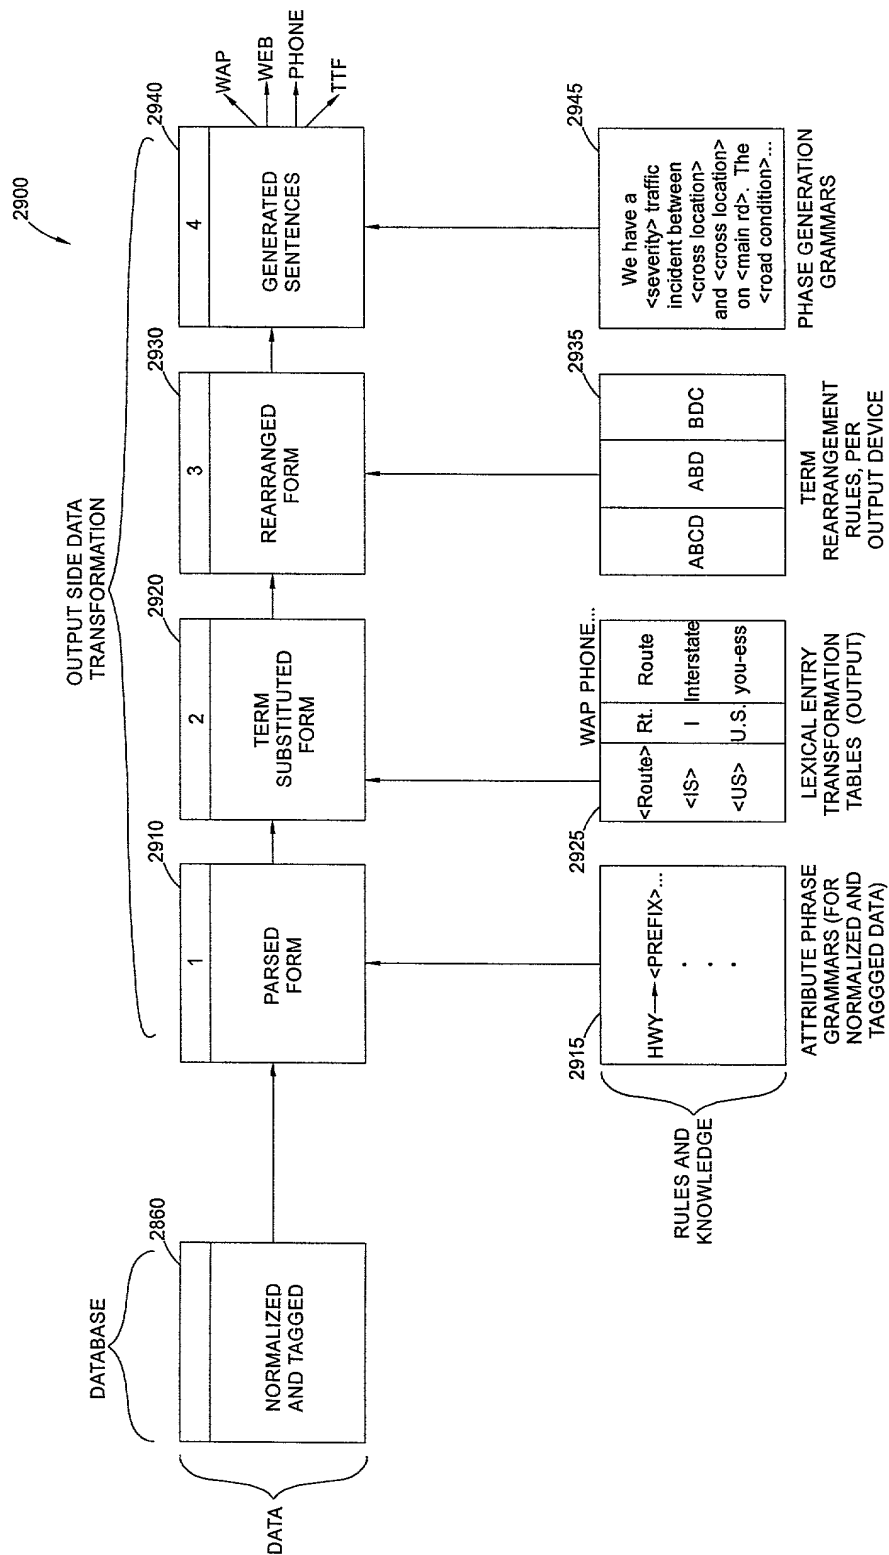 2900
OUTPUT SIDE DATA
TRANSFORMATION
DATABASE
2860
2910
2920
2930
2940
DATA
NORMALIZED
AND TAGGED
1
PARSED
FORM
2
TERM
SUBSTITUTED
FORM
3
REARRANGED
FORM
4
GENERATED
SENTENCES
WAP
WEB
PHONE
TTF
RULES AND
KNOWLEDGE
2915
HWY <PREFIX>...
. . .
ATTRIBUTE PHRASE
GRAMMARS (FOR
NORMALIZED AND
TAGGGED DATA)
2925
WAP PHONE...
<Route> Rt. Route
<IS> I Interstate
<US> U.S. you-ess
LEXICAL ENTRY
TRANSFORMATION
TABLES (OUTPUT)
2935
ABCD ABD BDC
TERM
REARRANGEMENT
RULES, PER
OUTPUT DEVICE
2945
We have a
<severity> traffic
incident between
<cross location>
and <cross location>
on <main rd>. The
<road condition>...
PHASE GENERATION
GRAMMARS